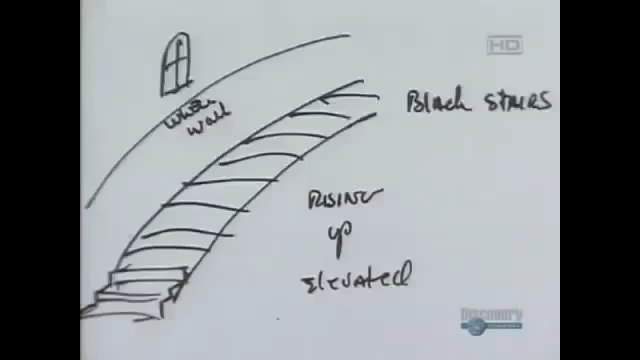 HD
White
wall
Black STAIRS
RISING
up
Elevated
Discovery